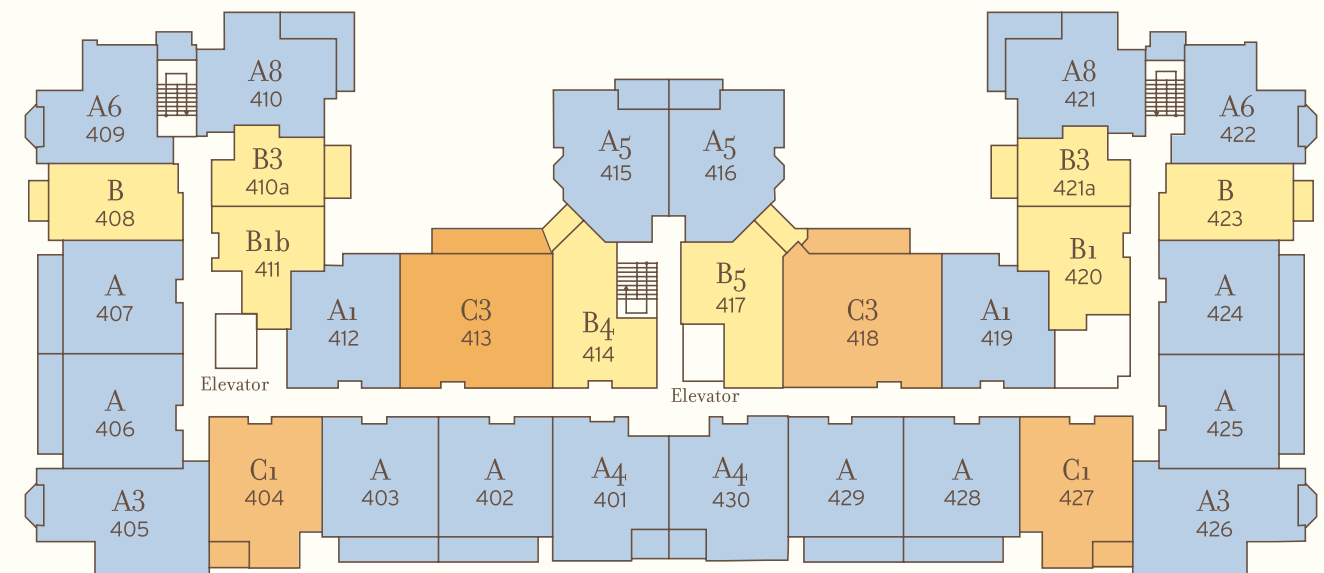 A8
410
A8
421
A6
409
A6
422
A5
415
A5
416
B3
410a
B3
421a
B
408
B
423
B1b
411
B1
420
A
407
A1
412
C3
413
B4
414
B5
417
C3
418
A1
419
A
424
Elevator
Elevator
A
406
A
425
A3
405
C1
404
A
403
A
402
A4
401
A4
430
A
429
A
428
C1
427
A3
426